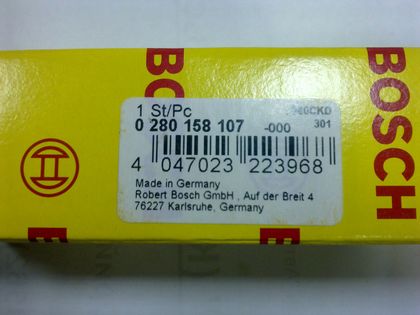 BOSCH
BOSCH
1 St/Pc
0 280 158 107 -000 301
4 047023 223968
Made in Germany
Robert Bosch GmbH , Auf der Breit 4
76227 Karlsruhe, Germany